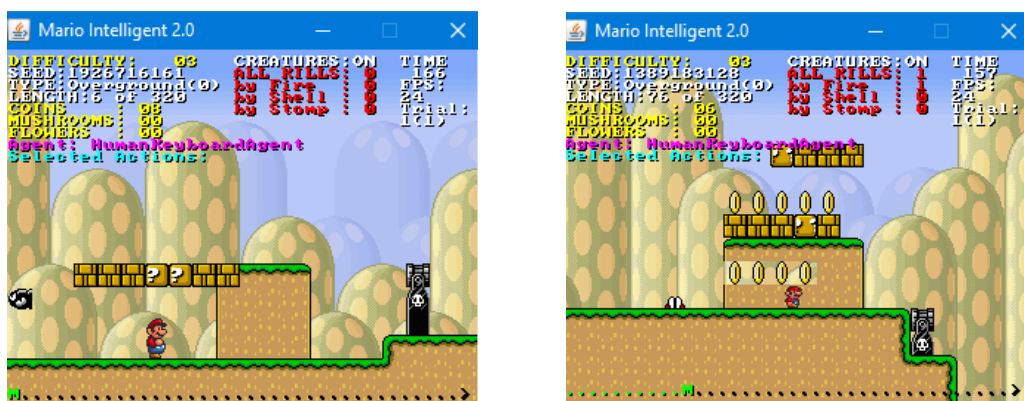 Mario Intelligent 2.0
DIFFICULTY: 03 CREATURES:ON TIME
SEED:1926716161 ALL KILLS: 0 166
TYPE:Overground(0) by Fire : 0 FPS:
LENGTH:6 of 320 by Shell : 0 24
COINS : 08 by Stomp : 0 Trial:
MUSHROOMS: 00 1(1)
FLOWERS : 00
Agent: HumanKeyboardAgent
Selected Actions:
? ?
M
Mario Intelligent 2.0
DIFFICULTY: 03 CREATURES:ON TIME
SEED:1389183128 ALL KILLS: 1 157
TYPE:Overground(0) by Fire : 1 FPS:
LENGTH:76 of 320 by Shell : 0 24
COINS : 06 by Stomp : 0 Trial:
MUSHROOMS: 00 1(1)
FLOWERS : 00
Agent: HumanKeyboardAgent
Selected Actions:
M